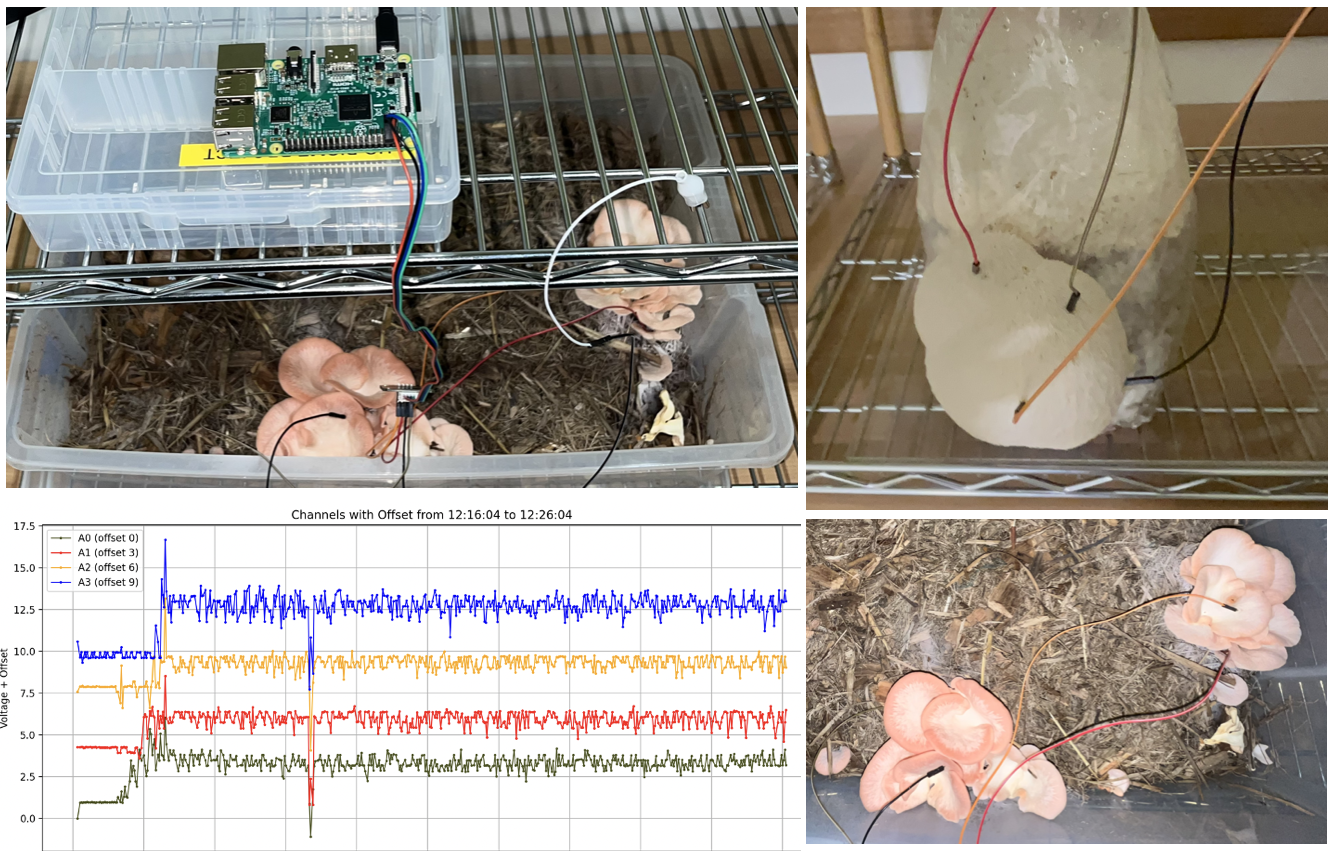 Channels with Offset from 12:16:04 to 12:26:04
17.5
15.0
12.5
10.0
7.5
5.0
2.5
0.0
Voltage + Offset
A0 (offset 0)
A1 (offset 3)
A2 (offset 6)
A3 (offset 9)